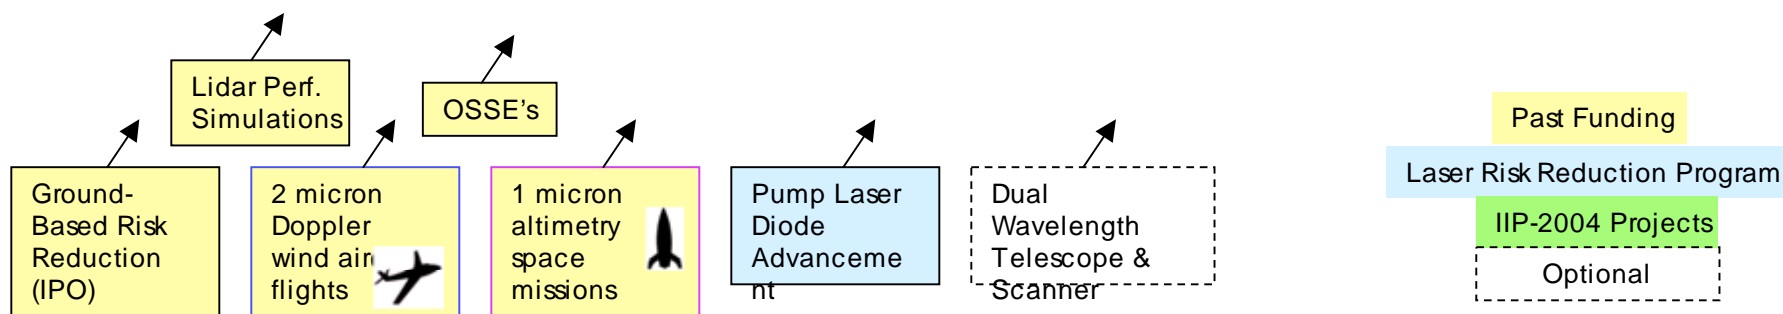 Lidar Perf.
Simulations
OSSE's
Ground-
Based Risk
Reduction
(IPO)
2 micron
Doppler
wind air
flights
1 micron
altimetry
space
missions
Pump Laser
Diode
Advanceme
nt
Dual
Wavelength
Telescope &
Scanner
Past Funding
Laser Risk Reduction Program
IIP-2004 Projects
Optional